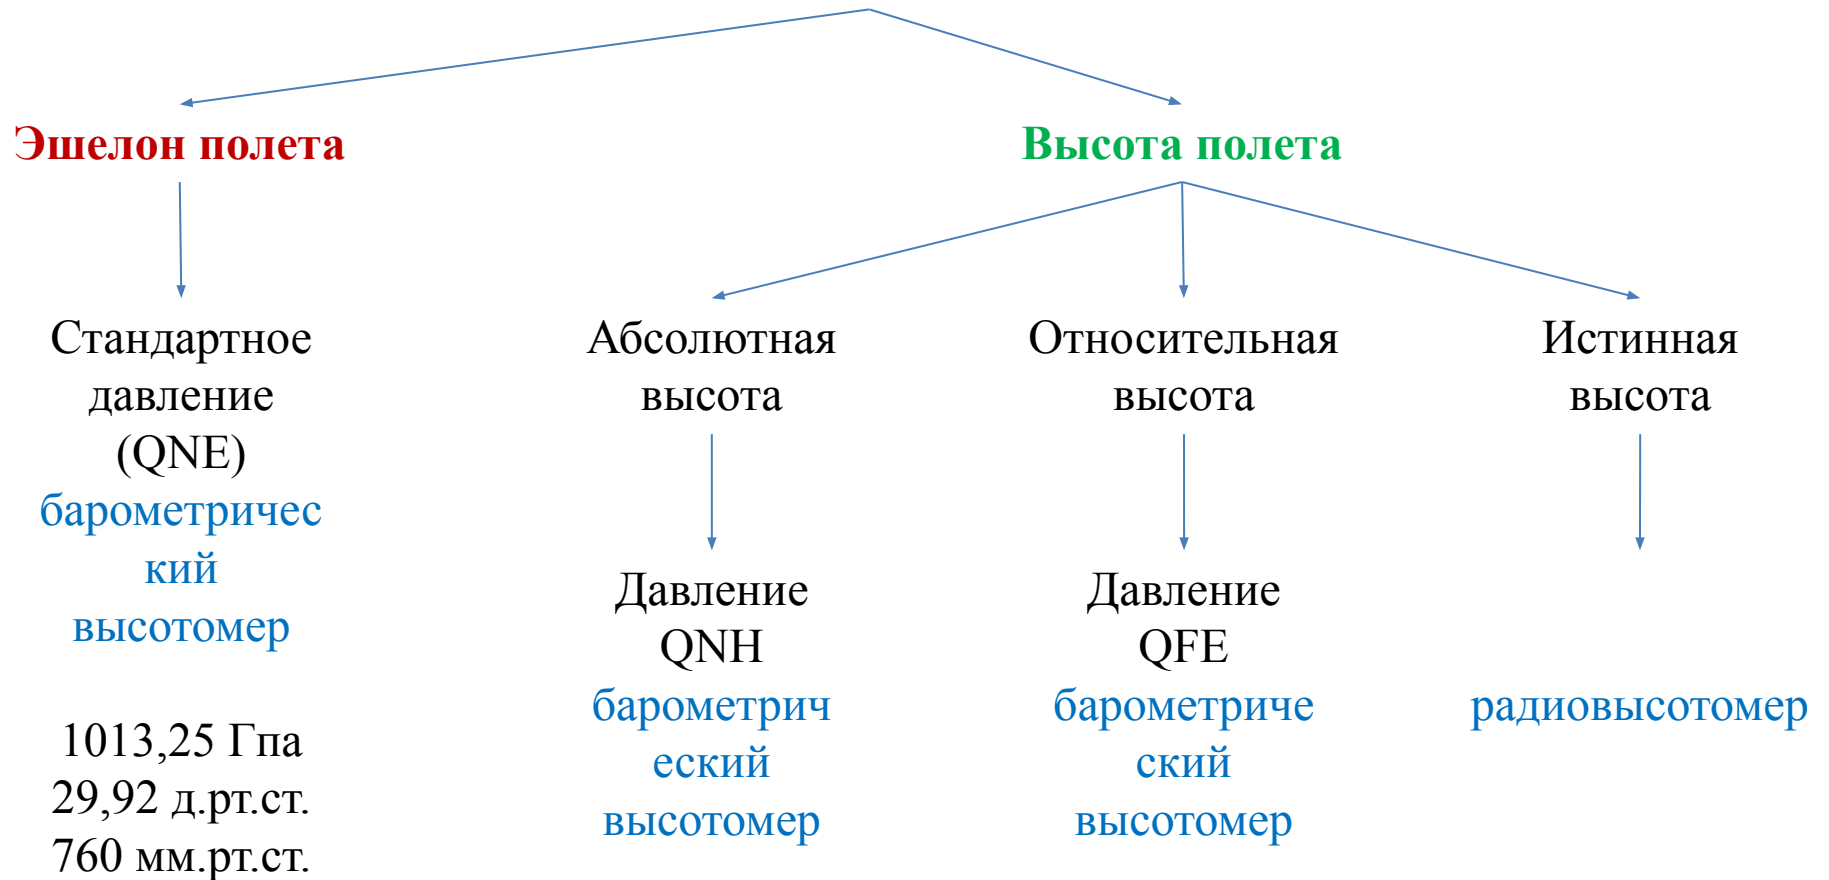 Эшелон полета
Высота полета
Стандартное
давление
(QNE)
барометричес
кий
высотомер
1013,25 Гпа
29,92 д.рт.ст.
760 мм.рт.ст.
Абсолютная
высота
Давление
QNH
барометрич
еский
высотомер
Относительная
высота
Давление
QFE
барометриче
ский
высотомер
Истинная
высота
радиовысотомер